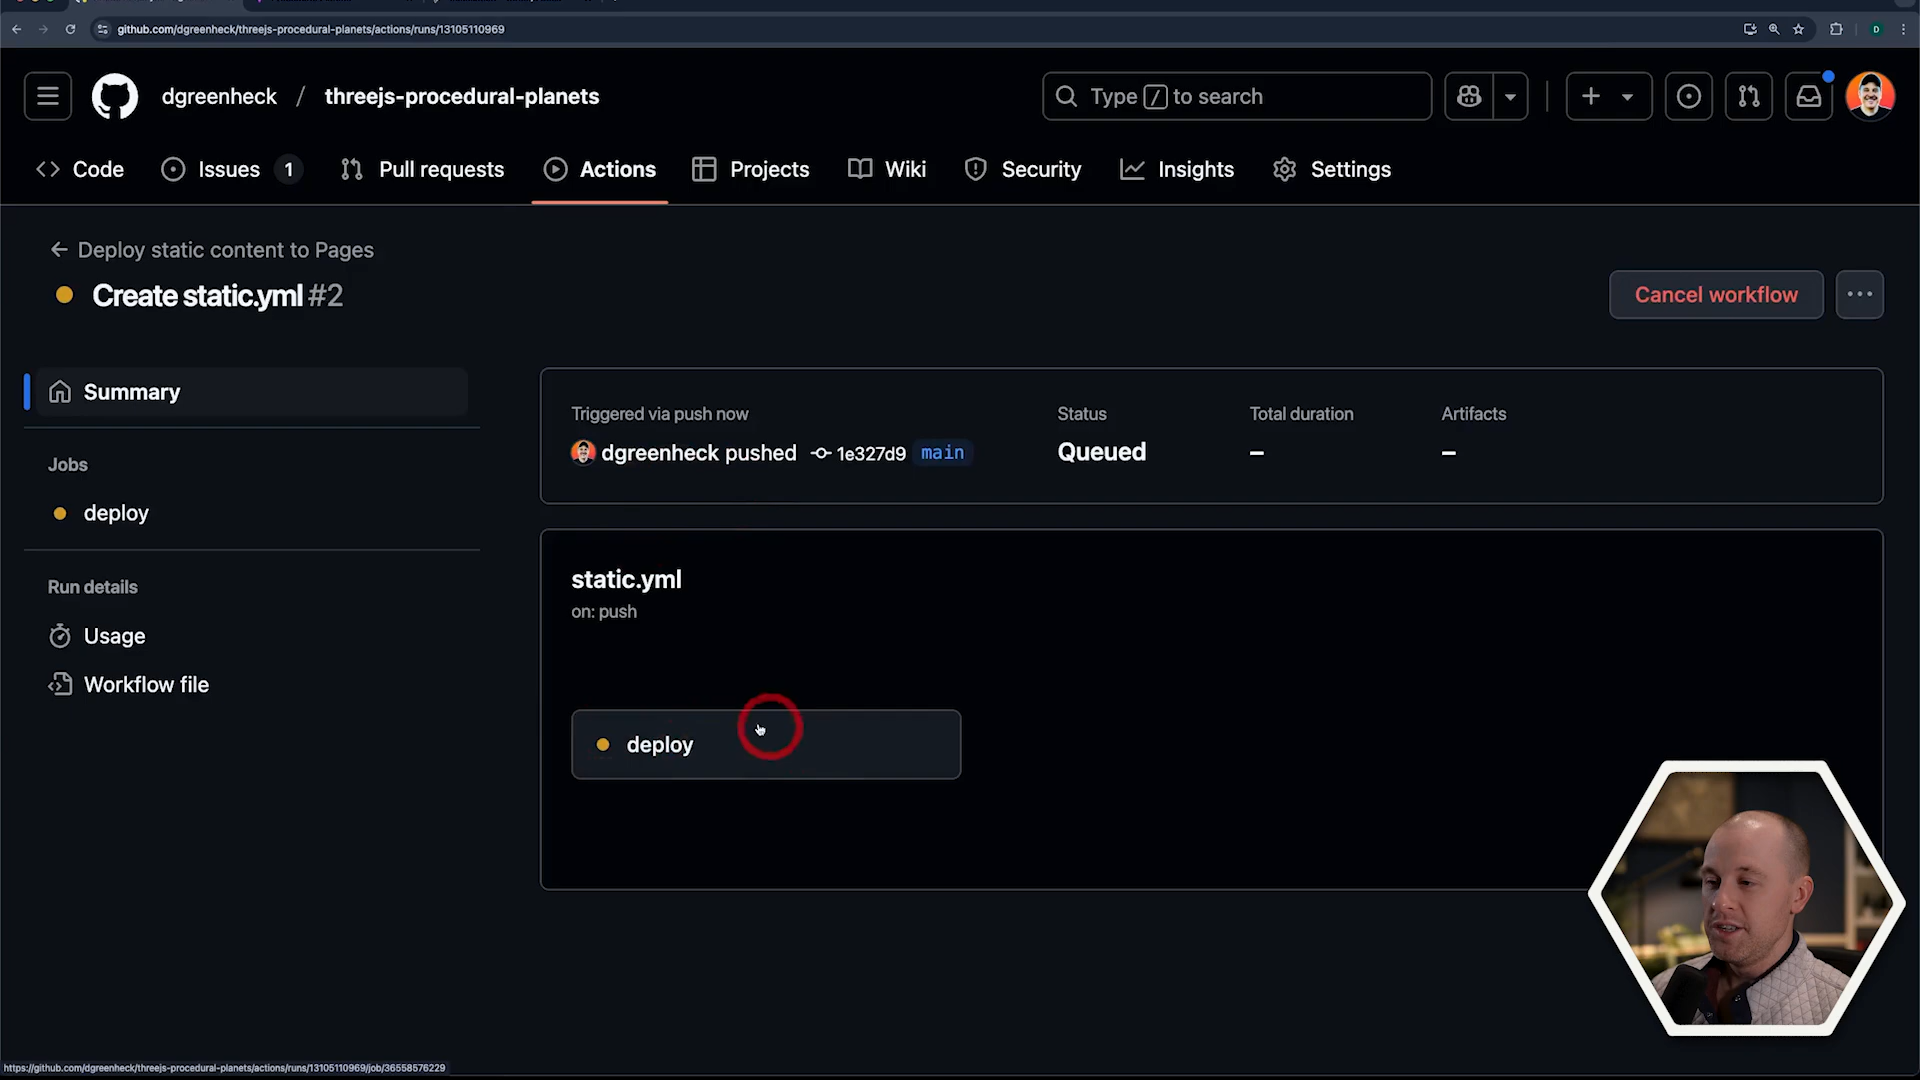 github.com/dgreenheck/threejs-procedural-planets/actions/runs/13105110969
D
dgreenheck / threejs-procedural-planets
Type / to search
Code
Issues 1
Pull requests
Actions
Projects
Wiki
Security
Insights
Settings
Deploy static content to Pages
Create static.yml #2
Cancel workflow
Summary
Jobs
deploy
Run details
Usage
Workflow file
Triggered via push now
dgreenheck pushed 1e327d9 main
Status
Queued
Total duration
–
Artifacts
–
static.yml
on: push
deploy
https://github.com/dgreenheck/threejs-procedural-planets/actions/runs/13105110969/job/36558576229